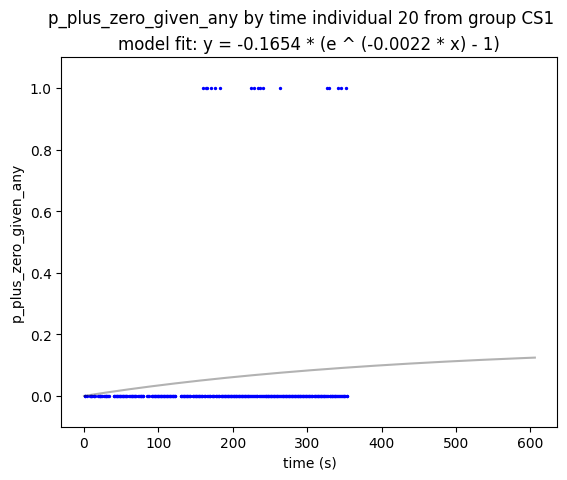 p_plus_zero_given_any by time individual 20 from group CS1
model fit: y = -0.1654 * (e ^ (-0.0022 * x) - 1)
1.0
0.8
0.6
0.4
0.2
0.0
p_plus_zero_given_any
0 100 200 300 400 500 600
time (s)